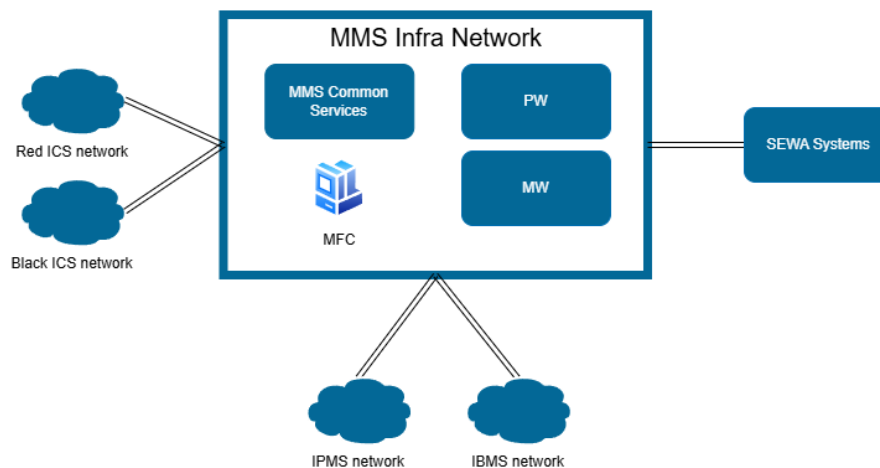 MMS Infra Network
MMS Common
Services
PW
MW
MFC
Red ICS network
Black ICS network
SEWA Systems
IPMS network
IBMS network